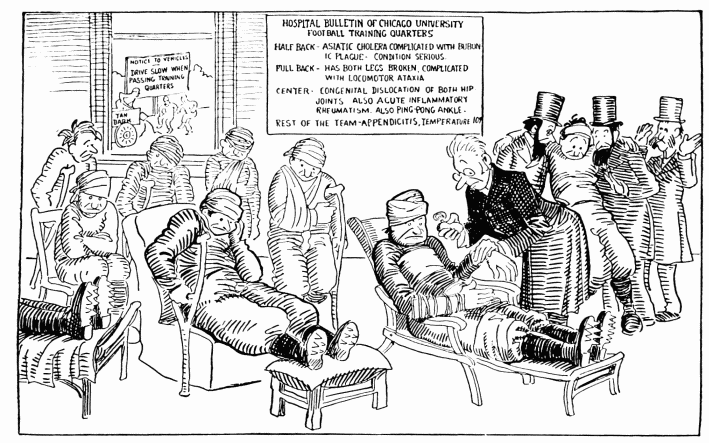 HOSPITAL BULLETIN OF CHICAGO UNIVERSITY
FOOTBALL TRAINING QUARTERS
HALF BACK - ASIATIC CHOLERA COMPLICATED WITH BUBON-
IC PLAGUE - CONDITION SERIOUS.
FULL BACK - HAS BOTH LEGS BROKEN, COMPLICATED
WITH LOCOMOTOR ATAXIA
CENTER - CONGENITAL DISLOCATION OF BOTH HIP
JOINTS ALSO ACUTE INFLAMMATORY
RHEUMATISM. ALSO PING-PONG ANKLE.
REST OF THE TEAM - APPENDICITIS, TEMPERATURE
NOTICE TO VEHICLES
DRIVE SLOW WHEN
PASSING TRAINING
QUARTERS
TAN
BARK